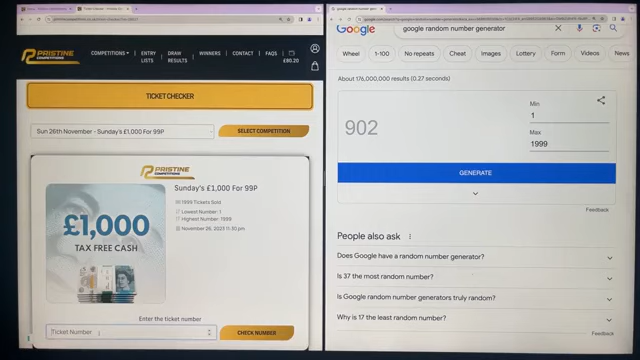 PRISTINE
COMPETITIONS
COMPETITIONS
ENTRY LISTS
DRAW RESULTS
WINNERS
CONTACT
FAQS
£80.20
TICKET CHECKER
Sun 26th November - Sunday's £1,000 For 99P
SELECT COMPETITION
PRISTINE
COMPETITIONS
£1,000
TAX FREE CASH
Sunday's £1,000 For 99P
1999 Tickets Sold
Lowest Number: 1
Highest Number: 1999
November 26, 2023 11:30 pm
Enter the ticket number
Ticket Number
CHECK NUMBER
Google
google random number generator
Wheel
1-100
No repeats
Cheat
Images
Lottery
Form
Videos
News
About 176,000,000 results (0.27 seconds)
902
Min
1
Max
1999
GENERATE
Feedback
People also ask
Does Google have a random number generator?
Is 37 the most random number?
Is Google random number generators truly random?
Why is 17 the least random number?
Feedback